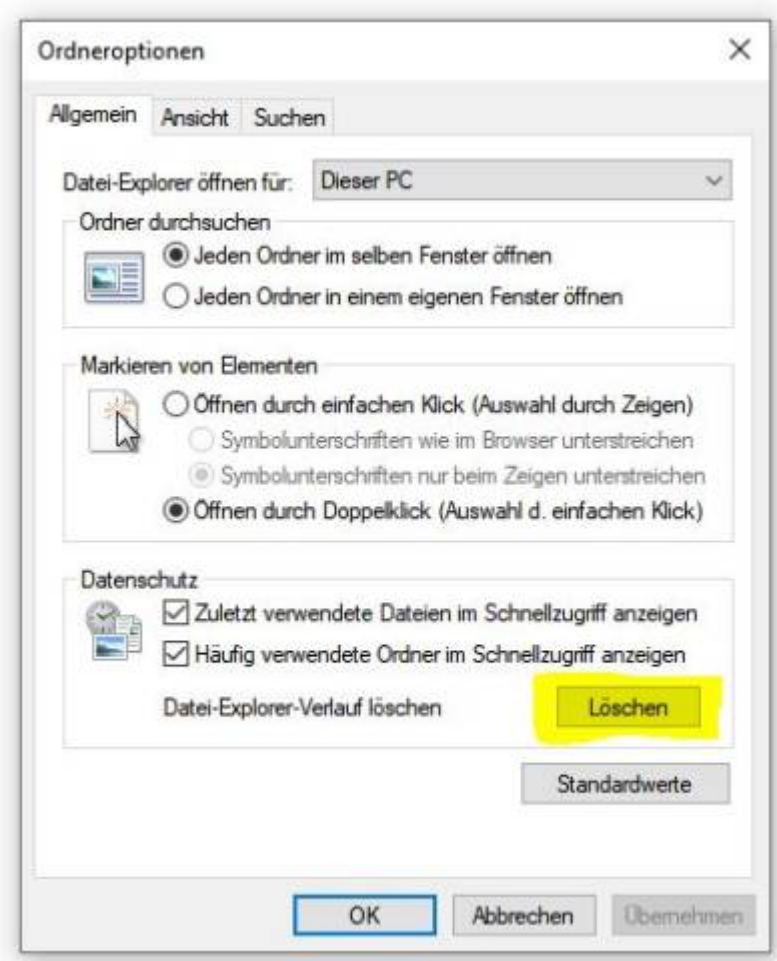 Ordneroptionen
Allgemein Ansicht Suchen
Datei-Explorer öffnen für: Dieser PC
Ordner durchsuchen
Jeden Ordner im selben Fenster öffnen
Jeden Ordner in einem eigenen Fenster öffnen
Markieren von Elementen
Öffnen durch einfachen Klick (Auswahl durch Zeigen)
Symbolunterschriften wie im Browser unterstreichen
Symbolunterschriften nur beim Zeigen unterstreichen
Öffnen durch Doppelklick (Auswahl d. einfachen Klick)
Datenschutz
Zuletzt verwendete Dateien im Schnellzugriff anzeigen
Häufig verwendete Ordner im Schnellzugriff anzeigen
Datei-Explorer-Verlauf löschen Löschen
Standardwerte
OK Abbrechen Übernehmen